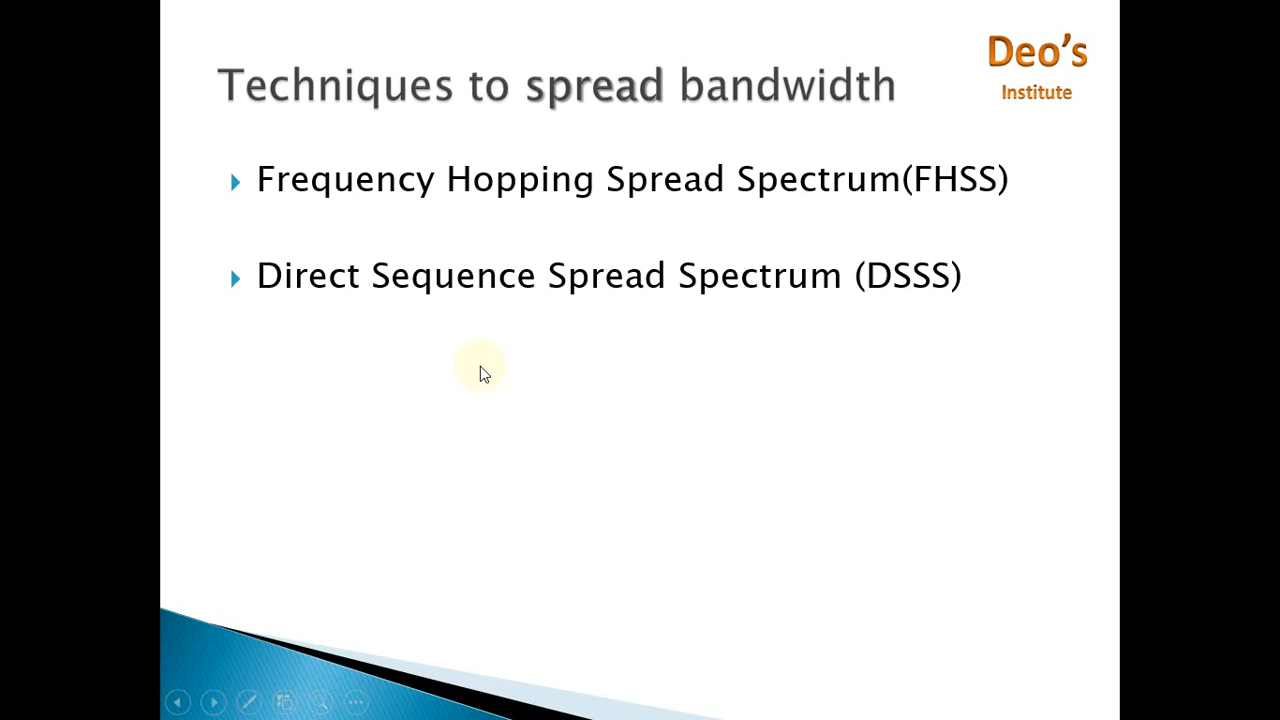 Deo's
Institute
Techniques to spread bandwidth
Frequency Hopping Spread Spectrum(FHSS)
Direct Sequence Spread Spectrum (DSSS)